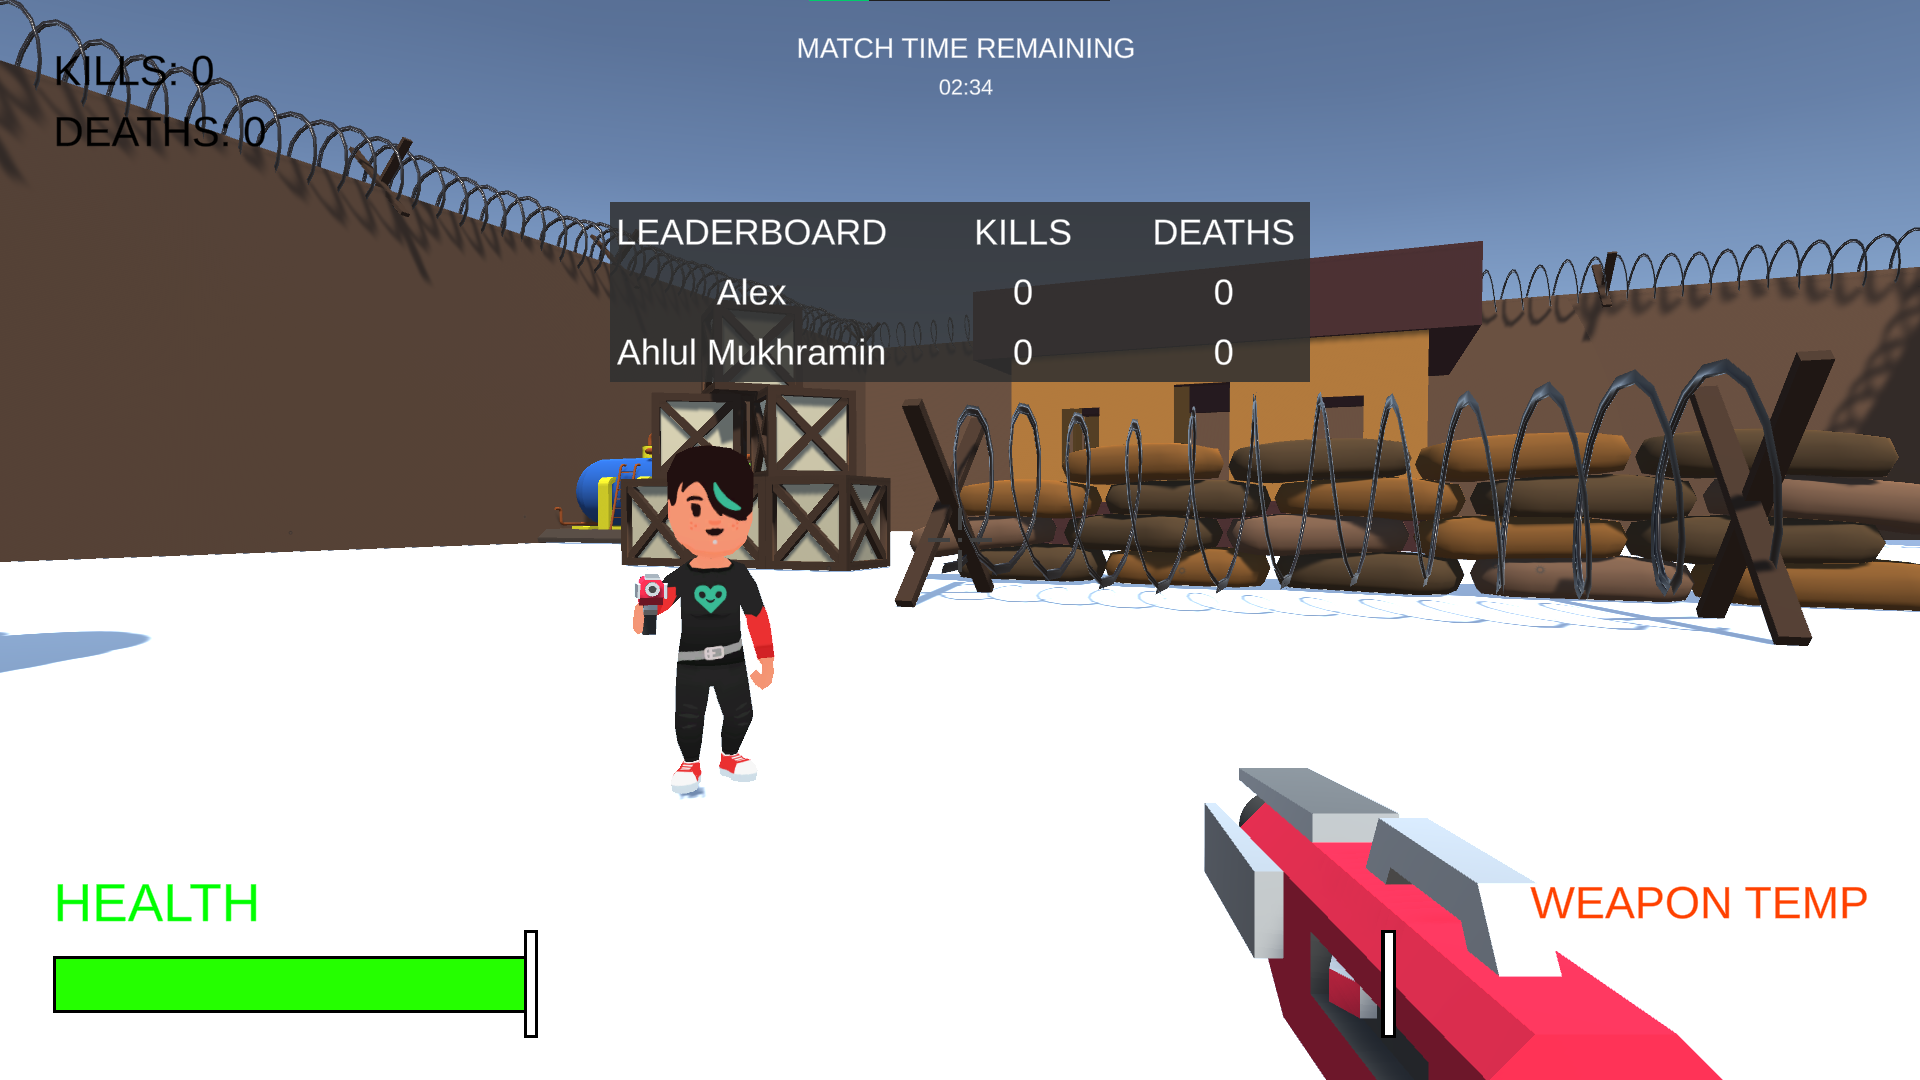 MATCH TIME REMAINING
02:34
KILLS: 0
DEATHS: 0
LEADERBOARD KILLS DEATHS
Alex 0 0
Ahlul Mukhramin 0 0
HEALTH
WEAPON TEMP